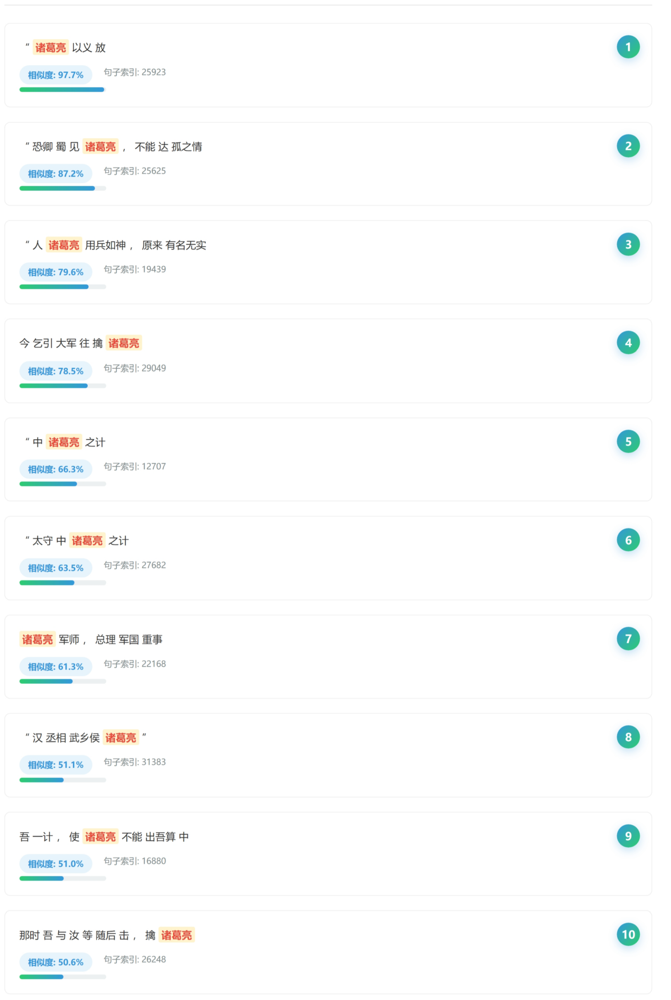 “ 诸葛亮 以义 放
1
相似度: 97.7% 句子索引: 25923
“ 恐卿 蜀 见 诸葛亮 ， 不能 达 孤之情
2
相似度: 87.2% 句子索引: 25625
“ 人 诸葛亮 用兵如神 ， 原来 有名无实
3
相似度: 79.6% 句子索引: 19439
今 乞引 大军 往 擒 诸葛亮
4
相似度: 78.5% 句子索引: 29049
“ 中 诸葛亮 之计
5
相似度: 66.3% 句子索引: 12707
“ 太守 中 诸葛亮 之计
6
相似度: 63.5% 句子索引: 27682
诸葛亮 军师 ， 总理 军国 重事
7
相似度: 61.3% 句子索引: 22168
“ 汉 丞相 武乡侯 诸葛亮 ”
8
相似度: 51.1% 句子索引: 31383
吾 一计 ， 使 诸葛亮 不能 出吾算 中
9
相似度: 51.0% 句子索引: 16880
那时 吾 与 汝 等 随后 击 ， 擒 诸葛亮
10
相似度: 50.6% 句子索引: 26248